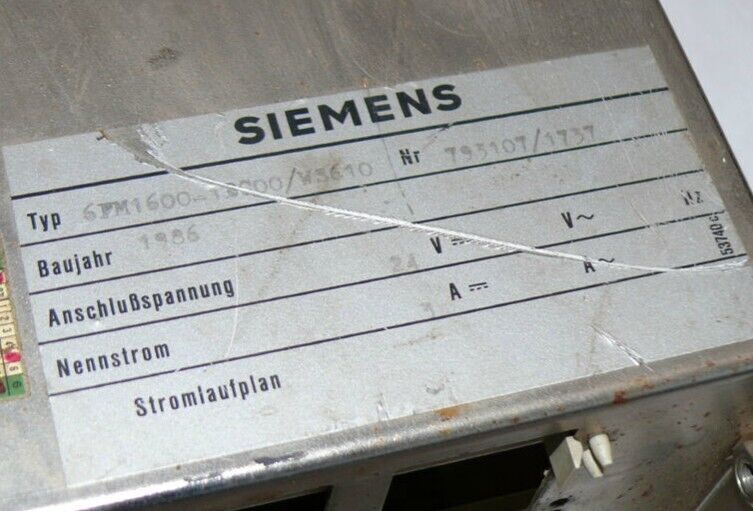 SIEMENS
Typ Nr 793107/1737
Baujahr 1986
Anschlußspannung 24 V⎓ V~ Hz
Nennstrom A⎓ A~
Stromlaufplan